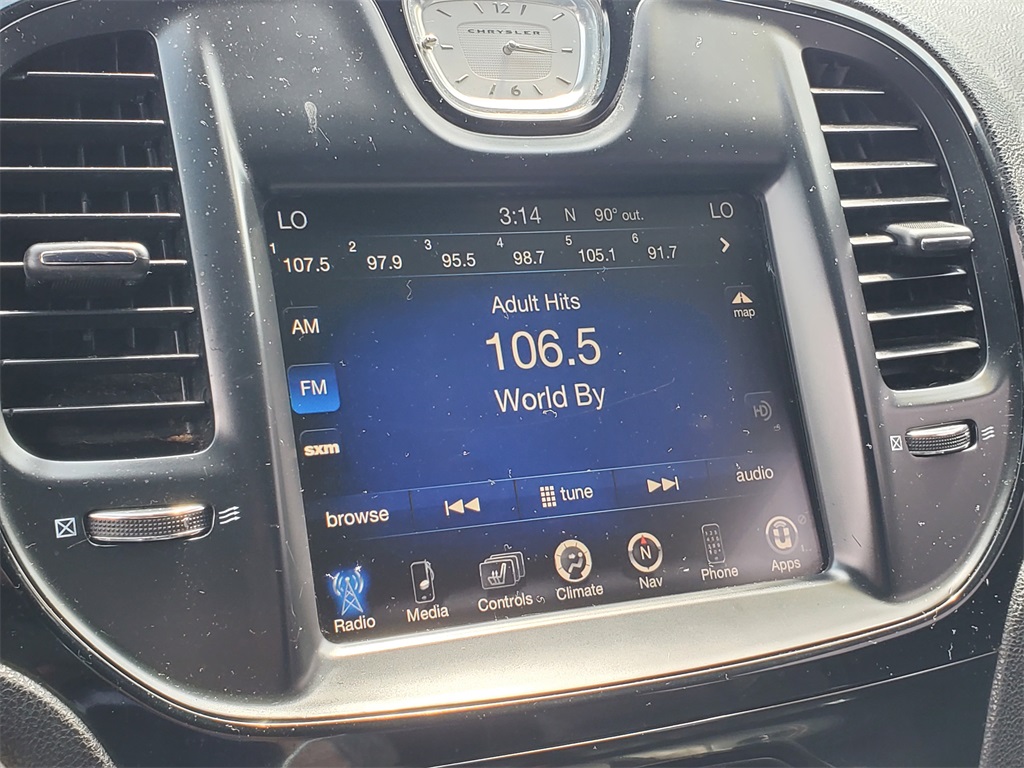 12
CHRYSLER
6
LO 3:14 N 90° out. LO
1 107.5 2 97.9 3 95.5 4 98.7 5 105.1 6 91.7
Adult Hits
map
AM
106.5
FM
World By
HD
sxm
browse tune audio
Radio Media Controls Climate Nav Phone Apps
N